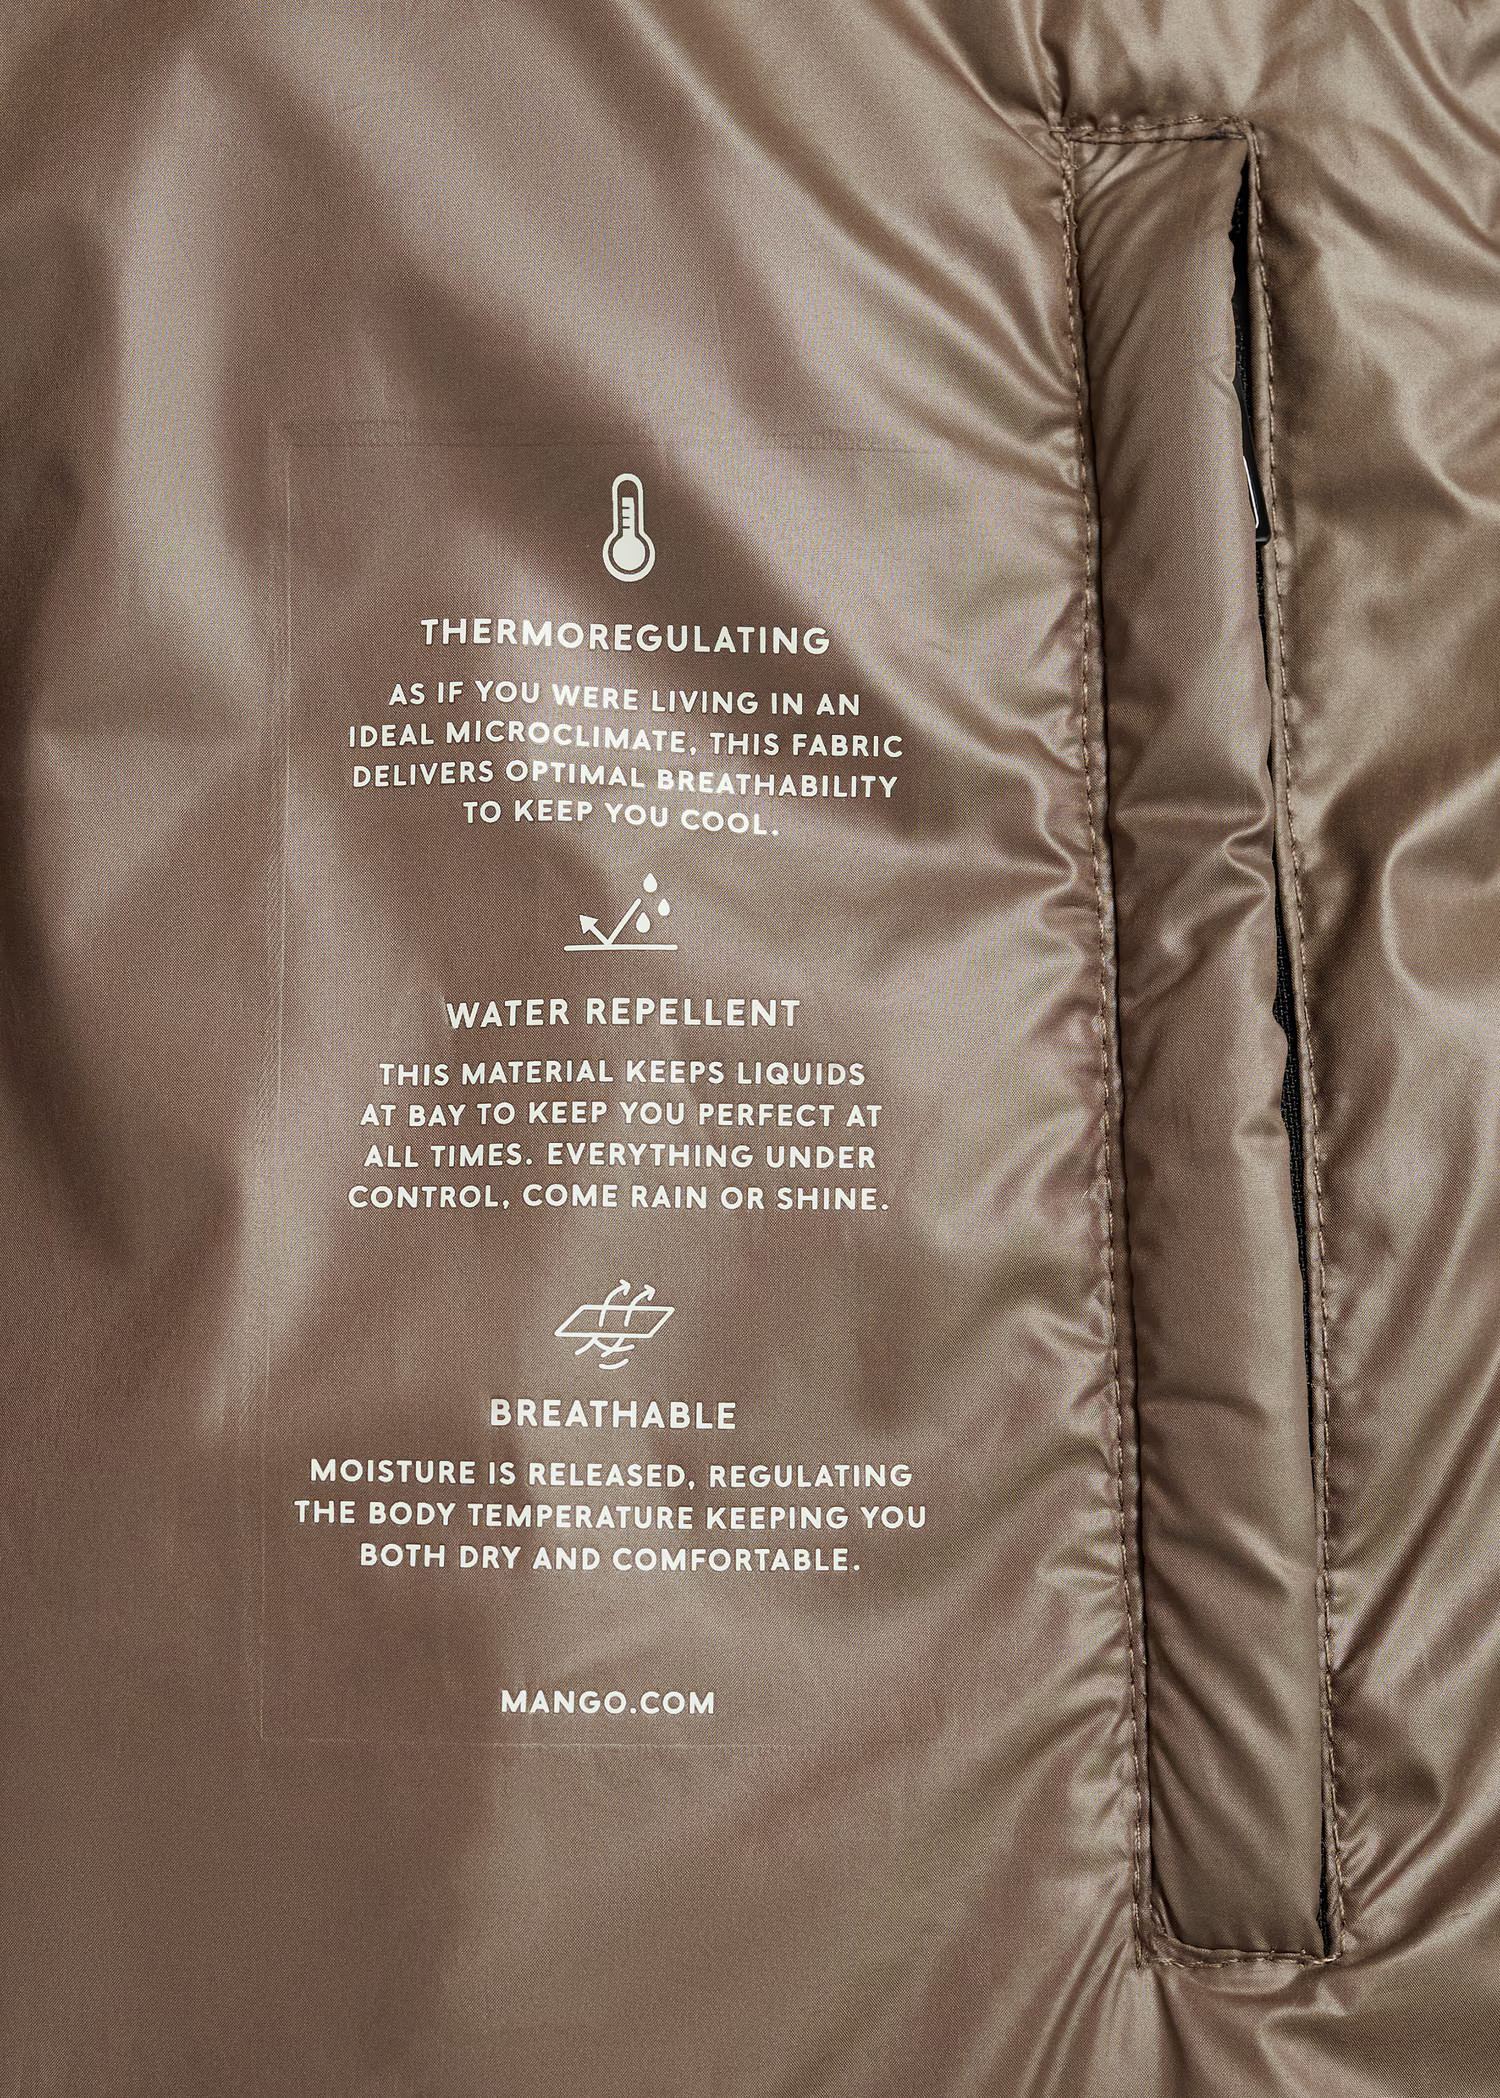 THERMOREGULATING
AS IF YOU WERE LIVING IN AN
IDEAL MICROCLIMATE, THIS FABRIC
DELIVERS OPTIMAL BREATHABILITY
TO KEEP YOU COOL.
WATER REPELLENT
THIS MATERIAL KEEPS LIQUIDS
AT BAY TO KEEP YOU PERFECT AT
ALL TIMES. EVERYTHING UNDER
CONTROL, COME RAIN OR SHINE.
BREATHABLE
MOISTURE IS RELEASED, REGULATING
THE BODY TEMPERATURE KEEPING YOU
BOTH DRY AND COMFORTABLE.
MANGO.COM